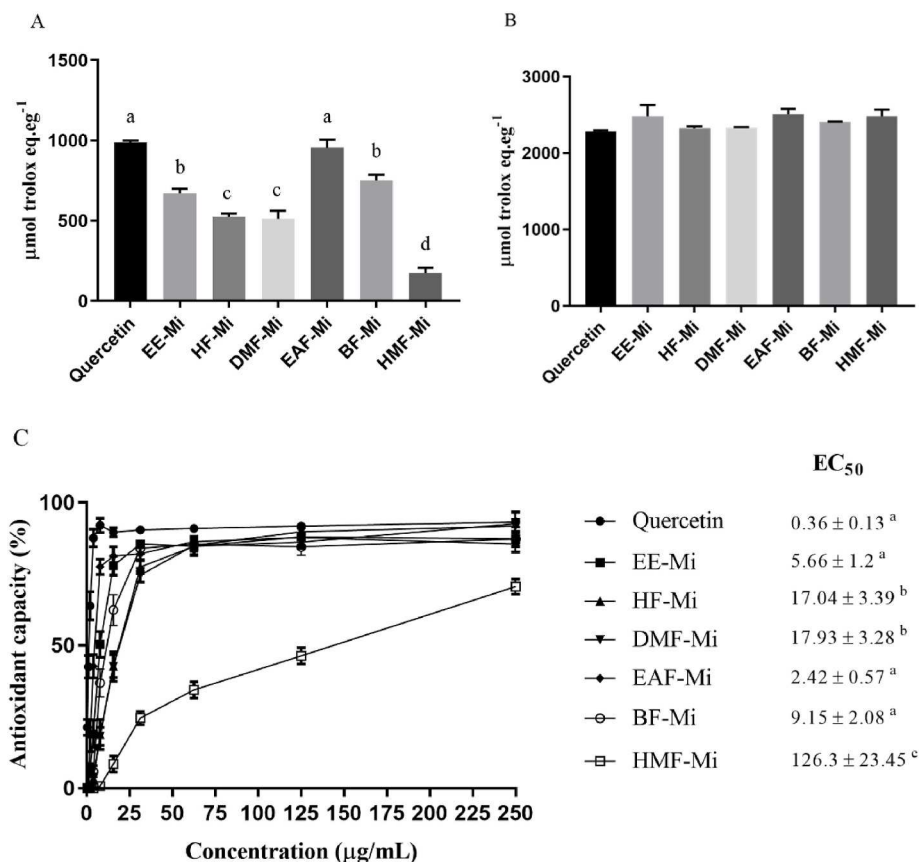 A
μmol trolox eq.eg⁻¹
1500
1000
500
0
a
b
c
c
a
b
d
Quercetin
EE-Mi
HF-Mi
DMF-Mi
EAF-Mi
BF-Mi
HMF-Mi
B
μmol trolox eq.eg⁻¹
3000
2000
1000
0
Quercetin
EE-Mi
HF-Mi
DMF-Mi
EAF-Mi
BF-Mi
HMF-Mi
C
Antioxidant capacity (%)
100
50
0
0 25 50 75 100 125 150 175 200 225 250
Concentration (μg/mL)
EC₅₀
Quercetin 0.36 ± 0.13 ᵃ
EE-Mi 5.66 ± 1.2 ᵃ
HF-Mi 17.04 ± 3.39 ᵇ
DMF-Mi 17.93 ± 3.28 ᵇ
EAF-Mi 2.42 ± 0.57 ᵃ
BF-Mi 9.15 ± 2.08 ᵃ
HMF-Mi 126.3 ± 23.45 ᶜ